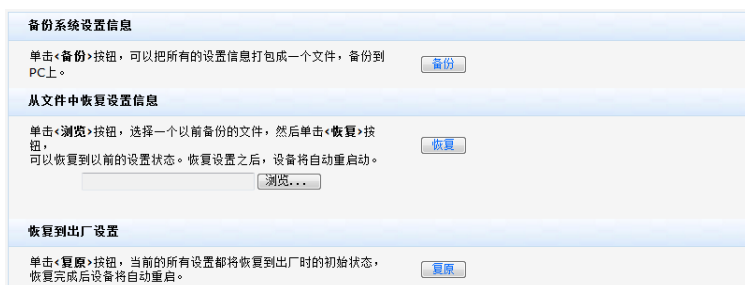 备份系统设置信息
单击<备份>按钮，可以把所有的设置信息打包成一个文件，备份到
PC上。
备份
从文件中恢复设置信息
单击<浏览>按钮，选择一个以前备份的文件，然后单击<恢复>按
钮，
可以恢复到以前的设置状态。恢复设置之后，设备将自动重启动。
恢复
浏览...
恢复到出厂设置
单击<复原>按钮，当前的所有设置都将恢复到出厂时的初始状态，
恢复完成后设备将自动重启。
复原